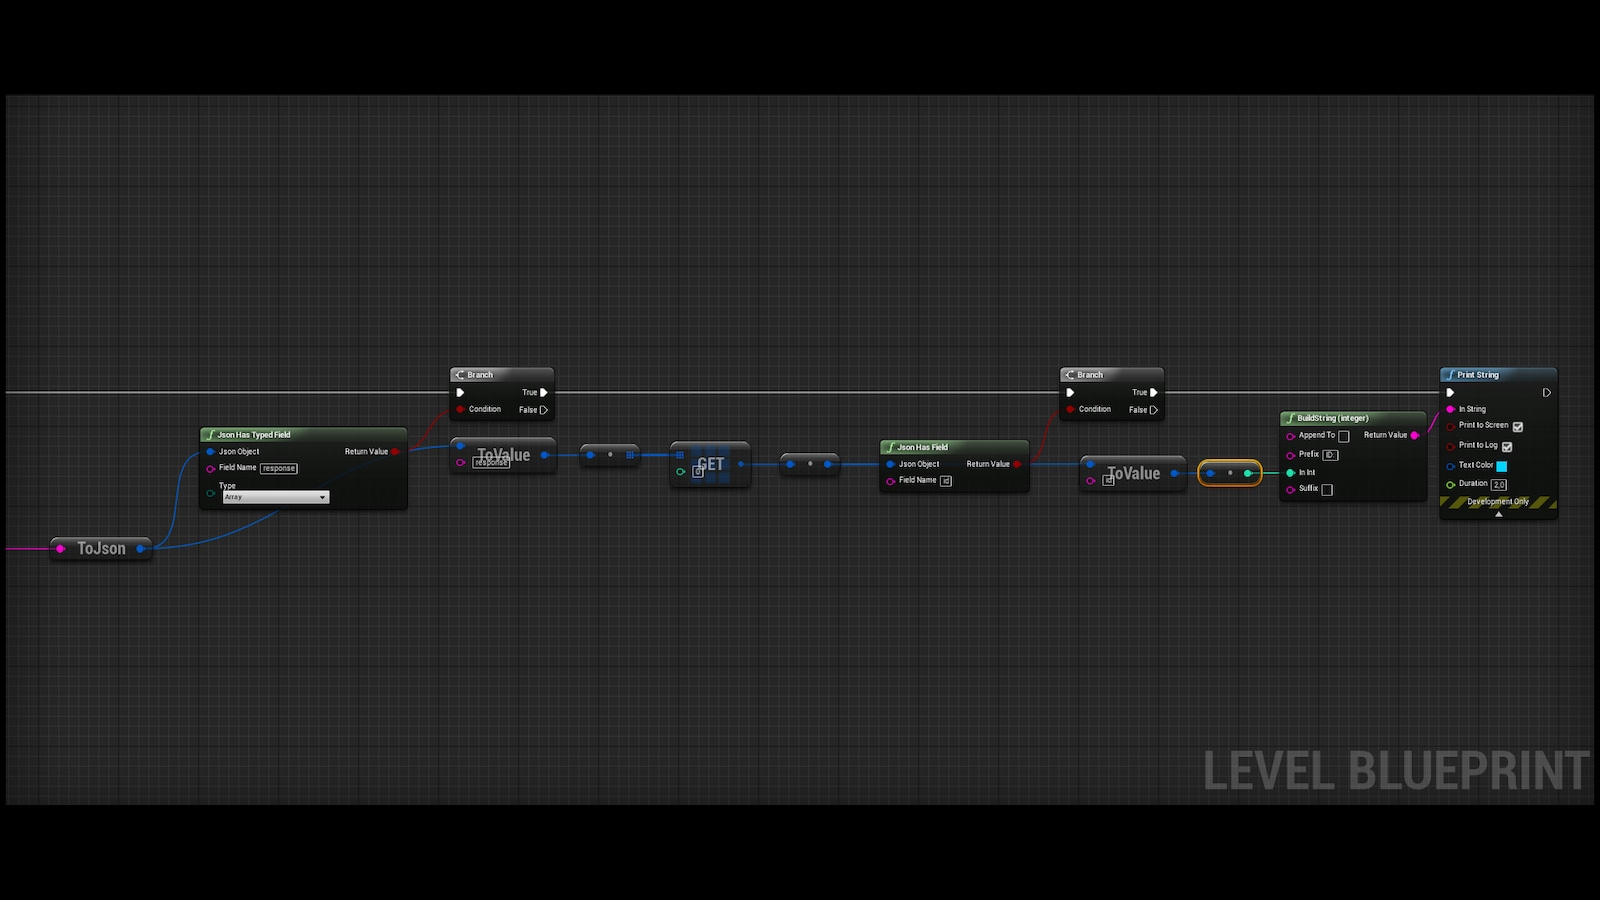 Branch
True
Condition
False
Json Has Typed Field
Json Object
Return Value
Field Name response
Type
Array
ToJson
ToValue
response
GET
0
Json Has Field
Json Object
Return Value
Field Name id
Branch
True
Condition
False
ToValue
id
BuildString (integer)
Append To
Return Value
Prefix ID:
In Int
Suffix
Print String
In String
Print to Screen
Print to Log
Text Color
Duration 2,0
Development Only
LEVEL BLUEPRINT